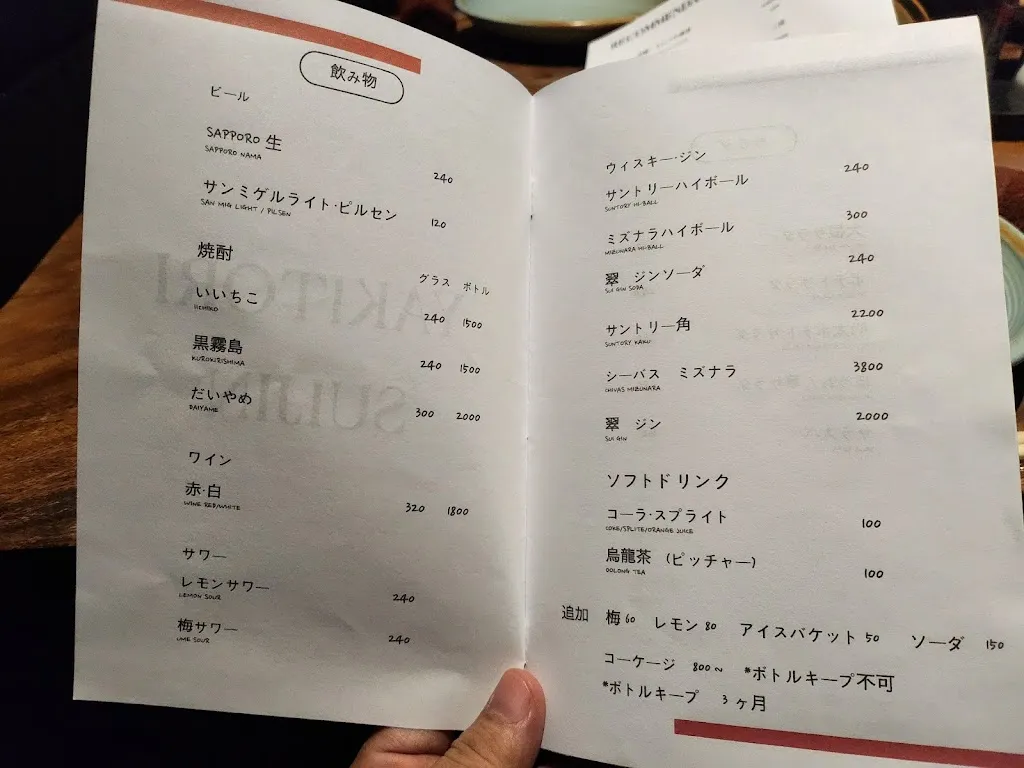 RECOMMEND
飲み物
ビール
SAPPORO 生
SAPPORO NAMA
240
サンミゲルライト・ピルセン
SAN MIG LIGHT / PILSEN
120
焼酎
グラス ボトル
いいちこ
IICHIKO
240 1500
黒霧島
KUROKIRISHIMA
240 1500
だいやめ
DAIYAME
300 2000
ワイン
赤・白
WINE RED/WHITE
320 1800
サワー
レモンサワー
LEMON SOUR
240
梅サワー
UME SOUR
240
YAKITORI
SUIJIN
ウィスキー・ジン
サントリーハイボール
SUNTORY HI-BALL
240
ミズナラハイボール
MIZUNARA HI-BALL
300
翠 ジンソーダ
SUI GIN SODA
240
サントリー角
SUNTORY KAKU
2200
シーバス ミズナラ
CHIVAS MIZUNARA
3800
翠 ジン
SUI GIN
2000
ソフトドリンク
コーラ・スプライト
COKE/SPLITE/ORANGE JUICE
100
烏龍茶 (ピッチャー)
OOLONG TEA
100
追加 梅 60 レモン 80 アイスバケット 50 ソーダ 150
コーケージ 800~ *ボトルキープ不可
*ボトルキープ 3ヶ月